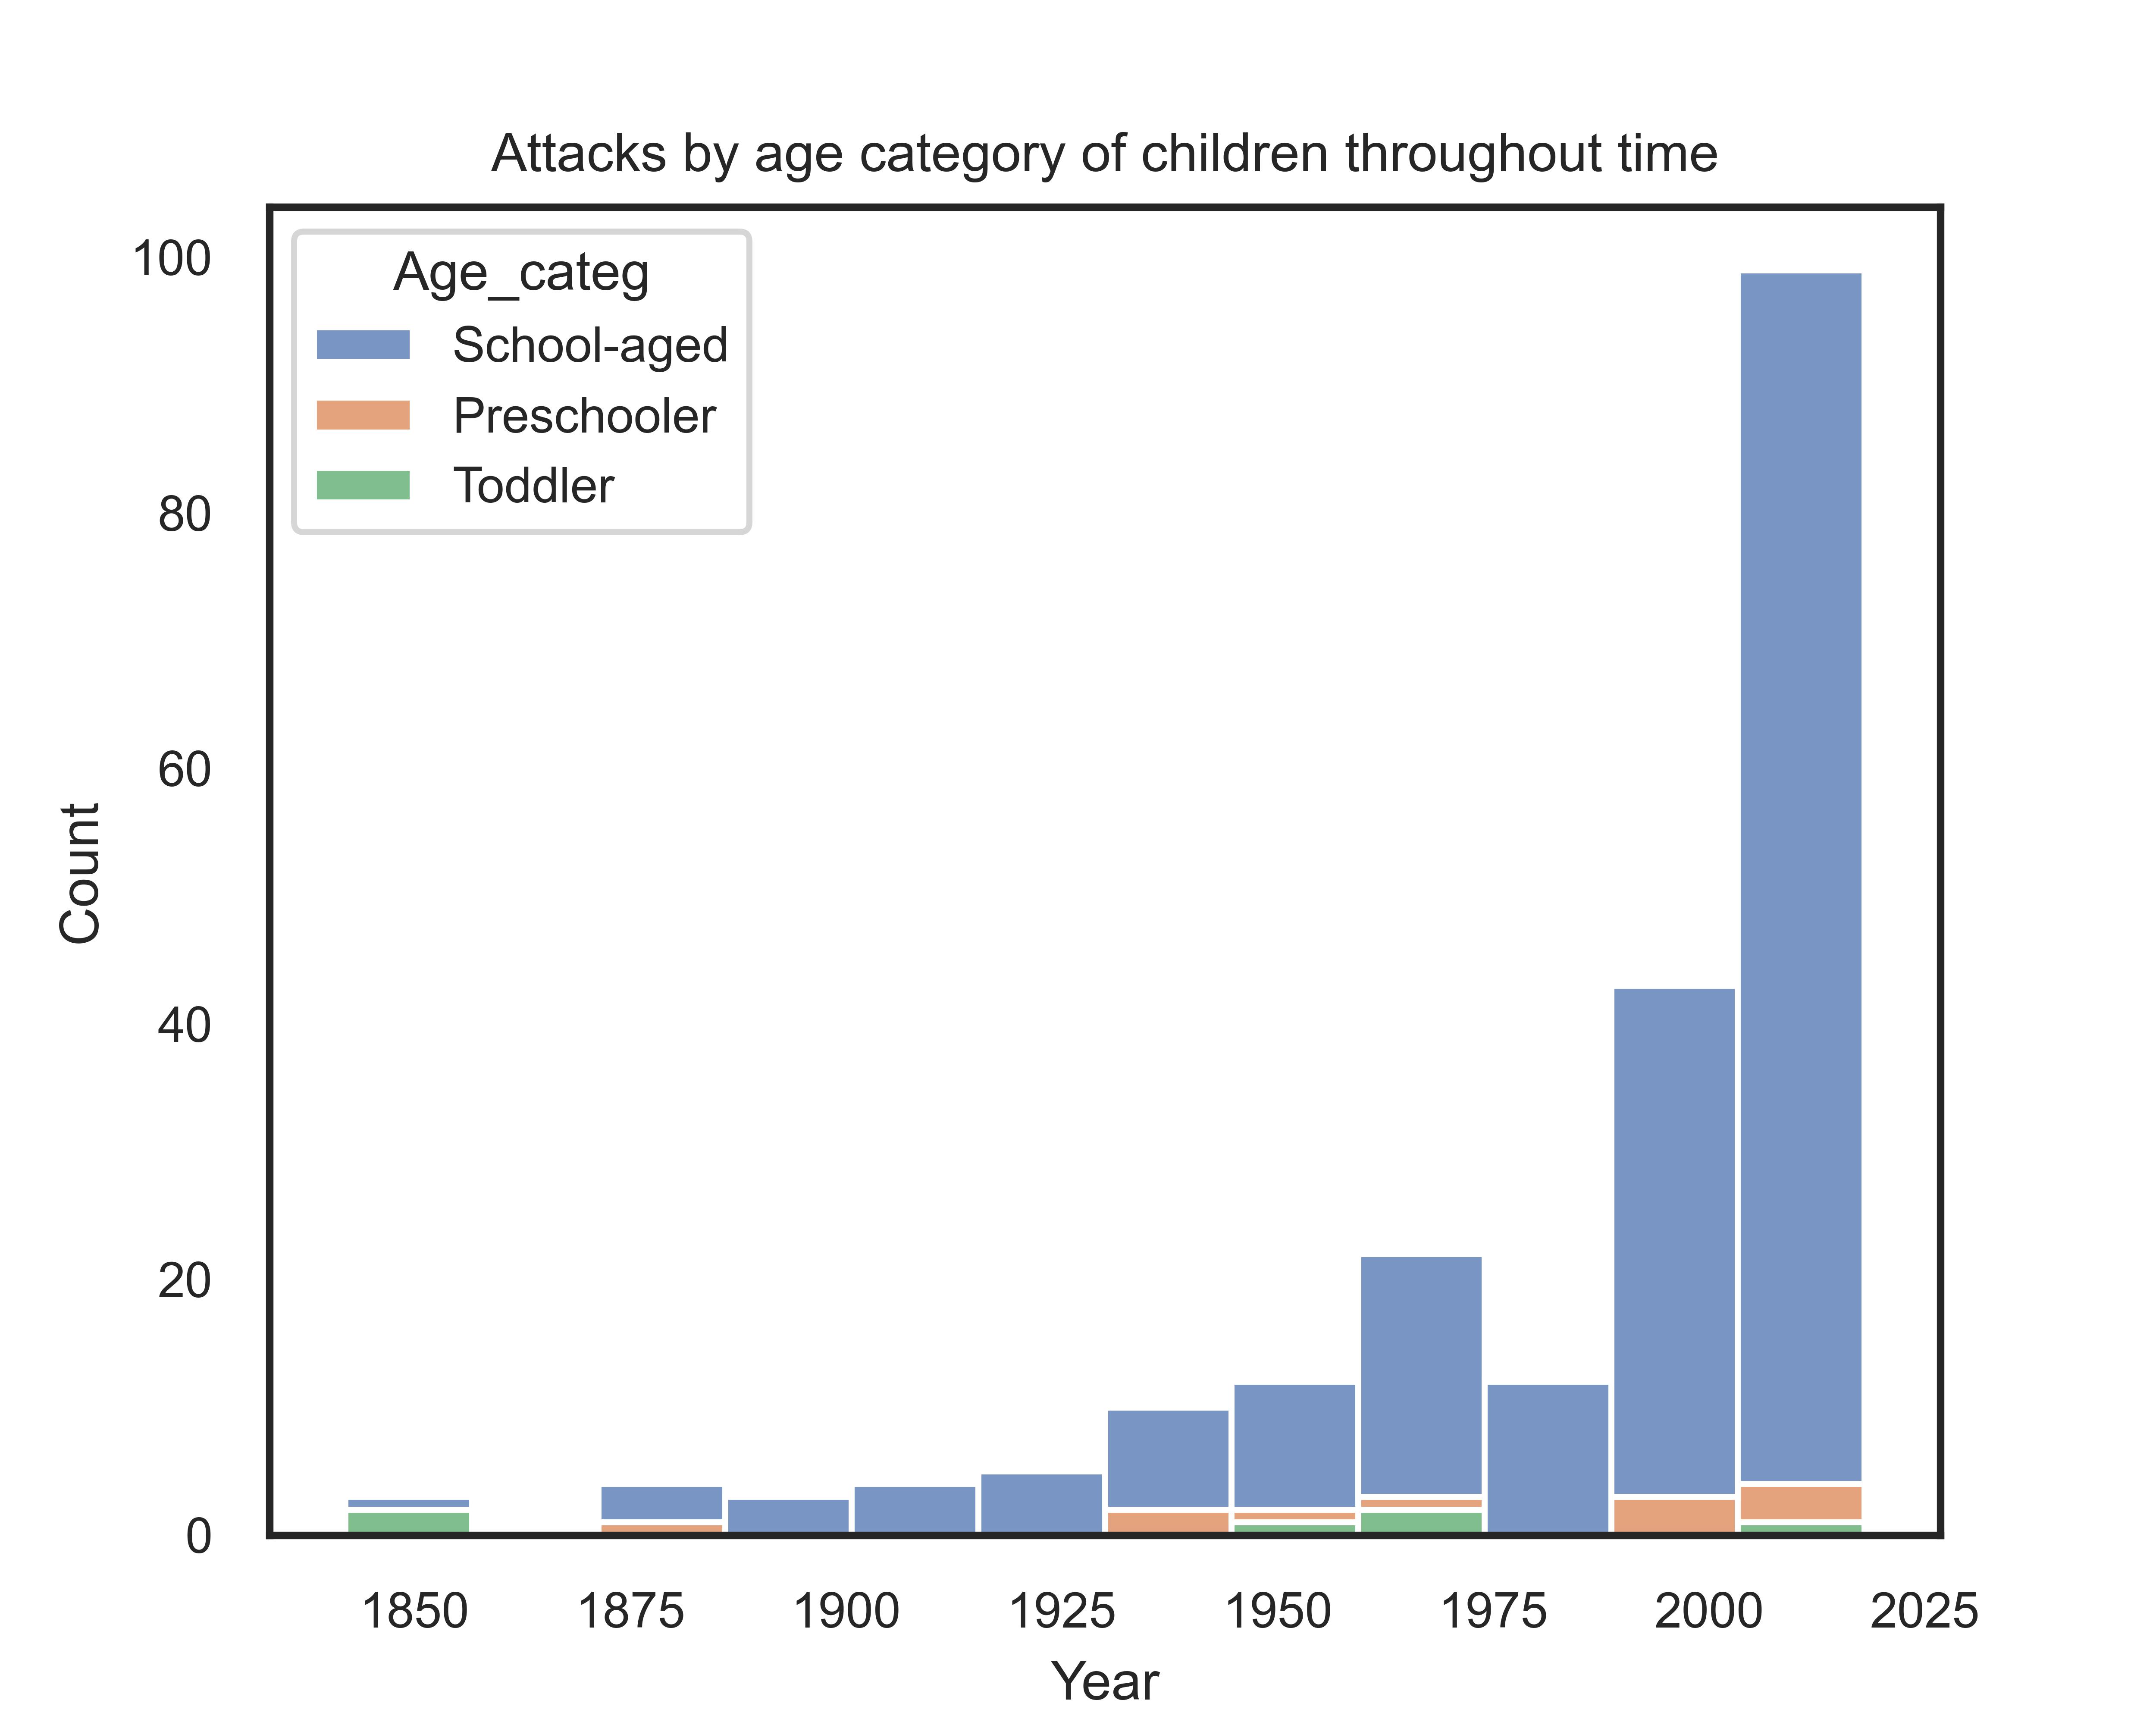 Attacks by age category of children throughout time
Age_categ
School-aged
Preschooler
Toddler
100
80
60
40
20
0
Count
1850 1875 1900 1925 1950 1975 2000 2025
Year